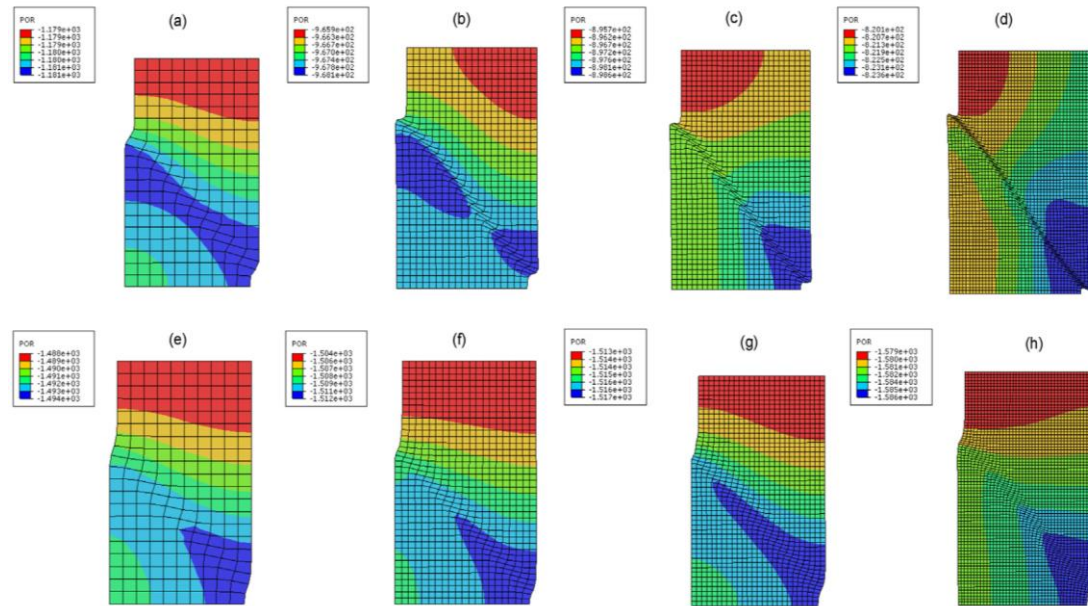 (a)
POR
-1.179e+03
-1.179e+03
-1.179e+03
-1.180e+03
-1.180e+03
-1.181e+03
-1.181e+03
(b)
POR
-9.659e+02
-9.663e+02
-9.667e+02
-9.670e+02
-9.674e+02
-9.678e+02
-9.681e+02
(c)
POR
-8.957e+02
-8.962e+02
-8.967e+02
-8.972e+02
-8.976e+02
-8.981e+02
-8.986e+02
(d)
POR
-8.201e+02
-8.207e+02
-8.213e+02
-8.219e+02
-8.225e+02
-8.231e+02
-8.236e+02
(e)
POR
-1.488e+03
-1.489e+03
-1.490e+03
-1.491e+03
-1.492e+03
-1.493e+03
-1.494e+03
(f)
POR
-1.504e+03
-1.506e+03
-1.507e+03
-1.508e+03
-1.509e+03
-1.511e+03
-1.512e+03
(g)
POR
-1.513e+03
-1.514e+03
-1.514e+03
-1.515e+03
-1.516e+03
-1.516e+03
-1.517e+03
(h)
POR
-1.579e+03
-1.580e+03
-1.581e+03
-1.582e+03
-1.584e+03
-1.585e+03
-1.586e+03